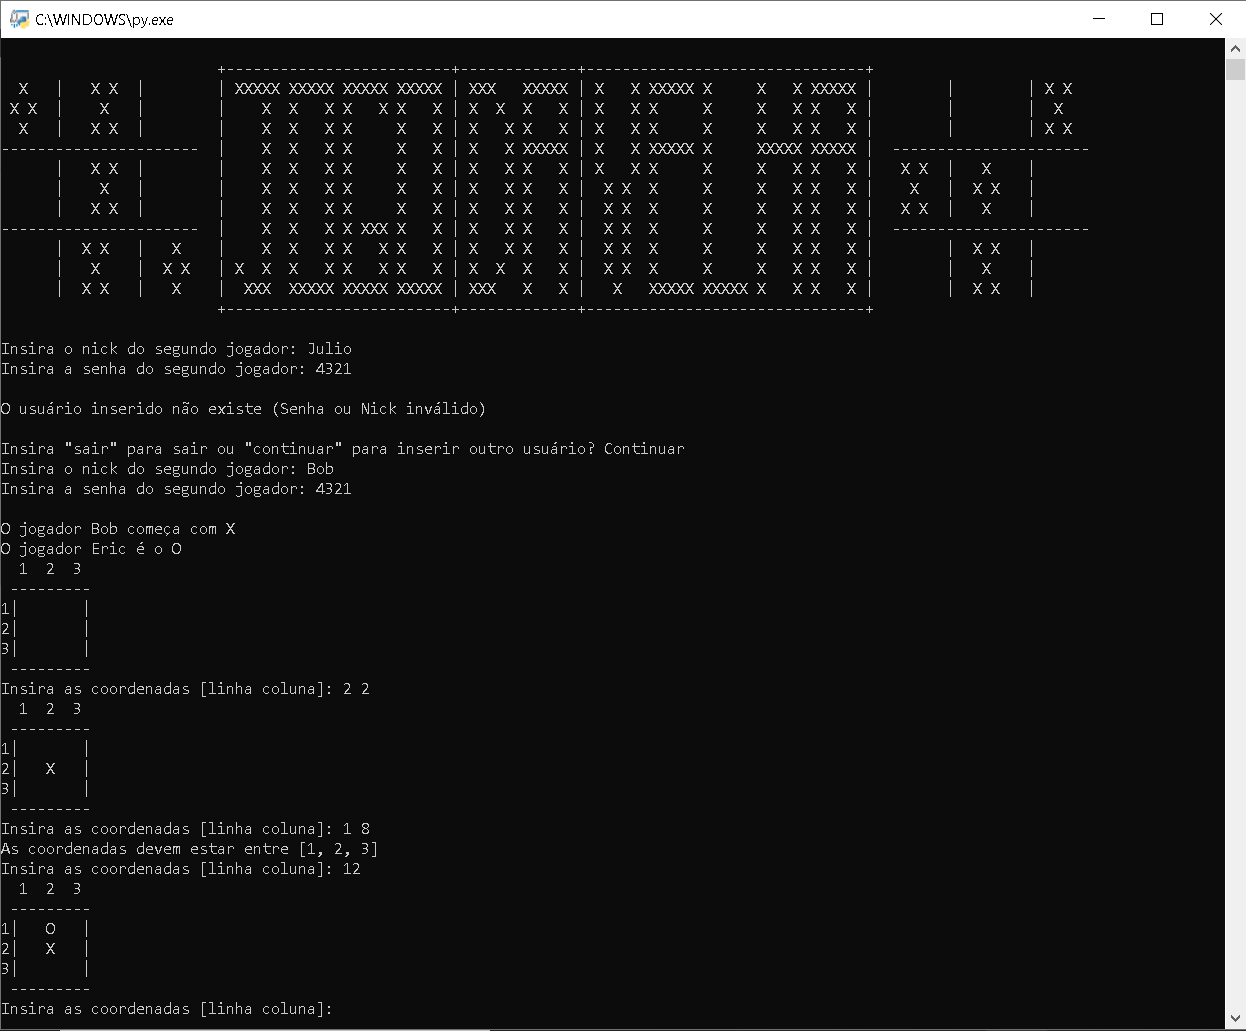 C:\WINDOWS\py.exe
JOGO DA VELHA
Insira o nick do segundo jogador: Julio
Insira a senha do segundo jogador: 4321
O usuário inserido não existe (Senha ou Nick inválido)
Insira "sair" para sair ou "continuar" para inserir outro usuário? Continuar
Insira o nick do segundo jogador: Bob
Insira a senha do segundo jogador: 4321
O jogador Bob começa com X
O jogador Eric é o O
1 2 3
---------
1|       |
2|       |
3|       |
---------
Insira as coordenadas [linha coluna]: 2 2
1 2 3
---------
1|       |
2|   X   |
3|       |
---------
Insira as coordenadas [linha coluna]: 1 8
As coordenadas devem estar entre [1, 2, 3]
Insira as coordenadas [linha coluna]: 12
1 2 3
---------
1|   O   |
2|   X   |
3|       |
---------
Insira as coordenadas [linha coluna]: